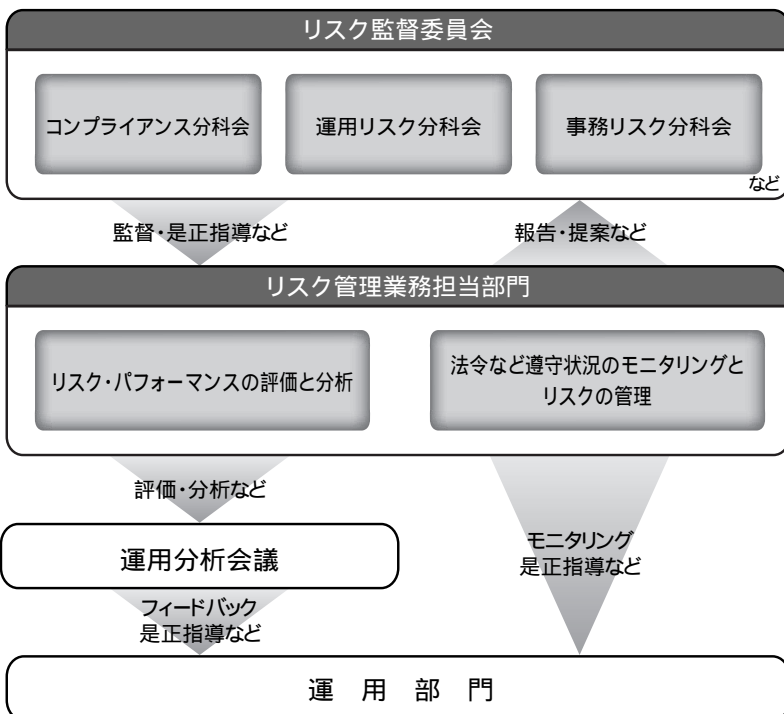 リスク監督委員会
コンプライアンス分科会
運用リスク分科会
事務リスク分科会
など
監督・是正指導など
報告・提案など
リスク管理業務担当部門
リスク・パフォーマンスの評価と分析
法令など遵守状況のモニタリングと
リスクの管理
評価・分析など
運用分析会議
モニタリング
是正指導など
フィードバック
是正指導など
運 用 部 門